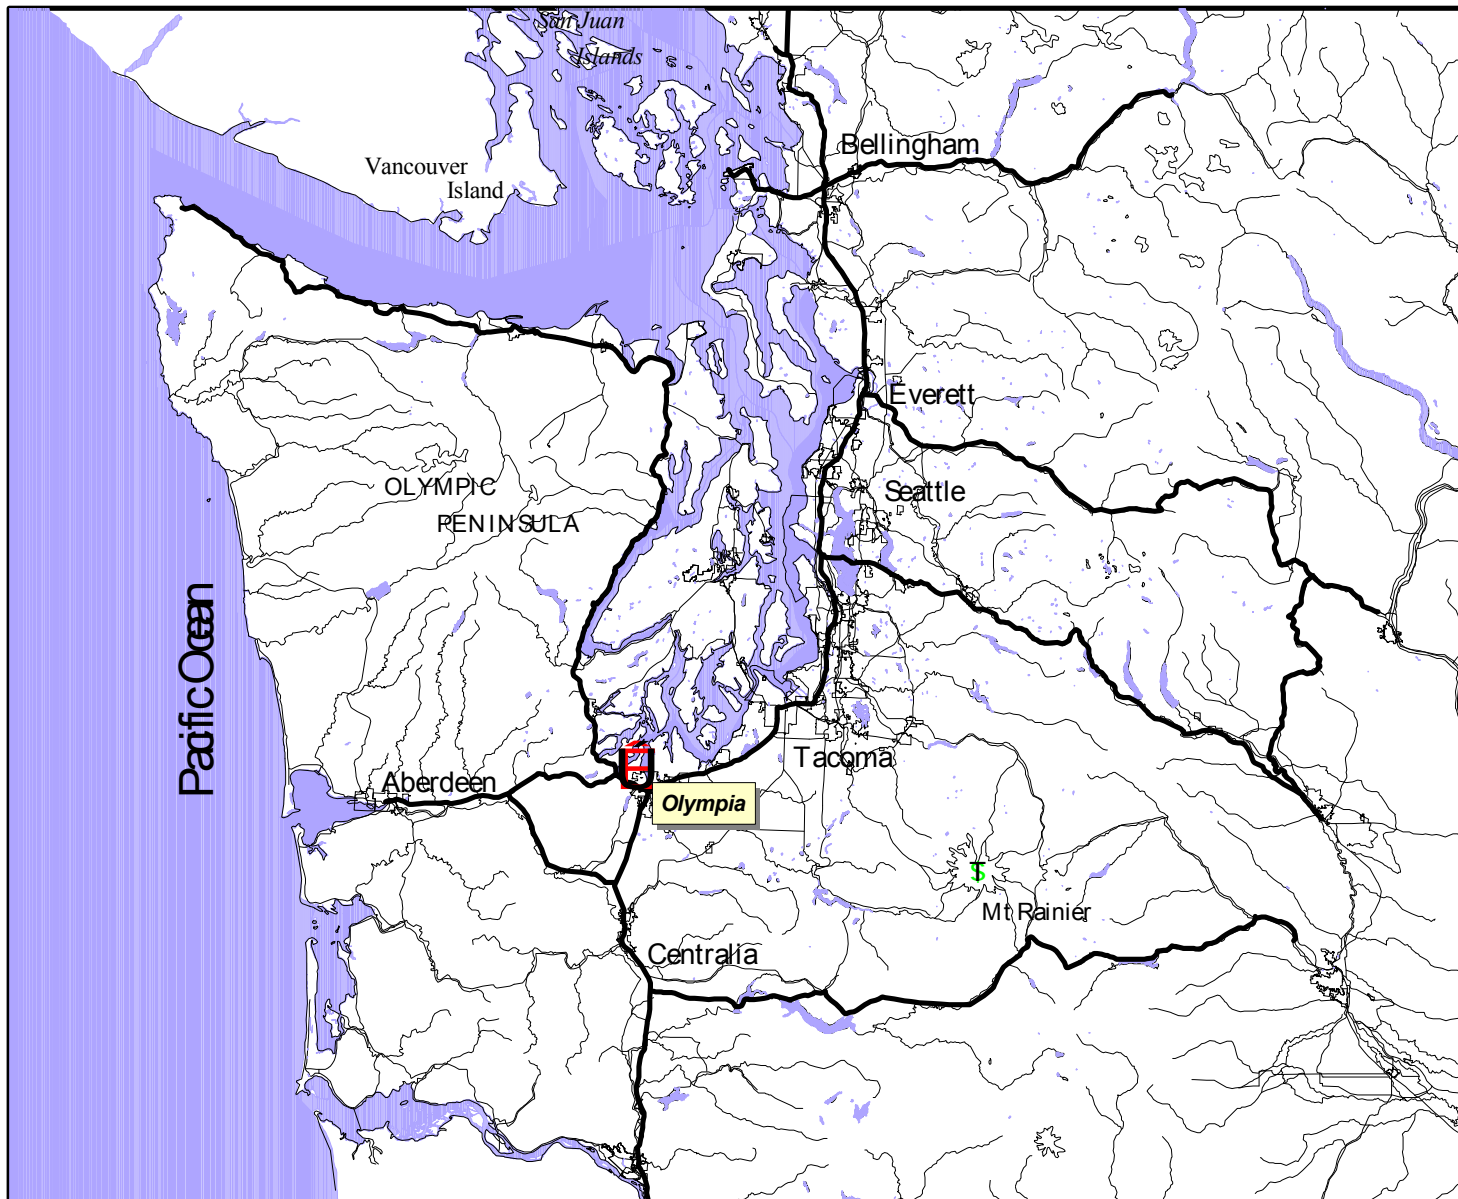 San Juan
Islands
Bellingham
Vancouver
Island
Everett
OLYMPIC
Seattle
PENINSULA
Pacific Ocean
Tacoma
Aberdeen
Olympia
Mt Rainier
Centralia